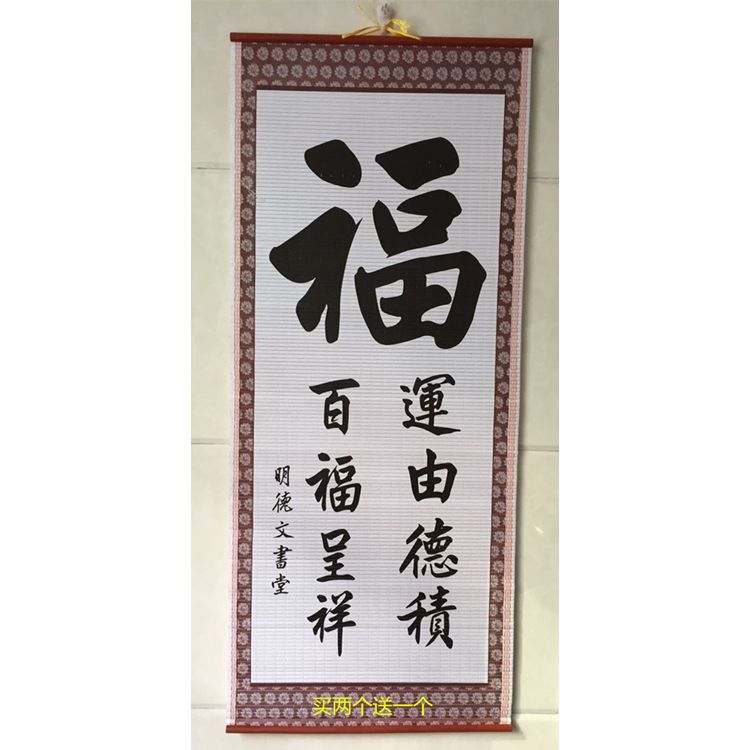 福
運由德積
百福呈祥
明德文書堂
买两个送一个